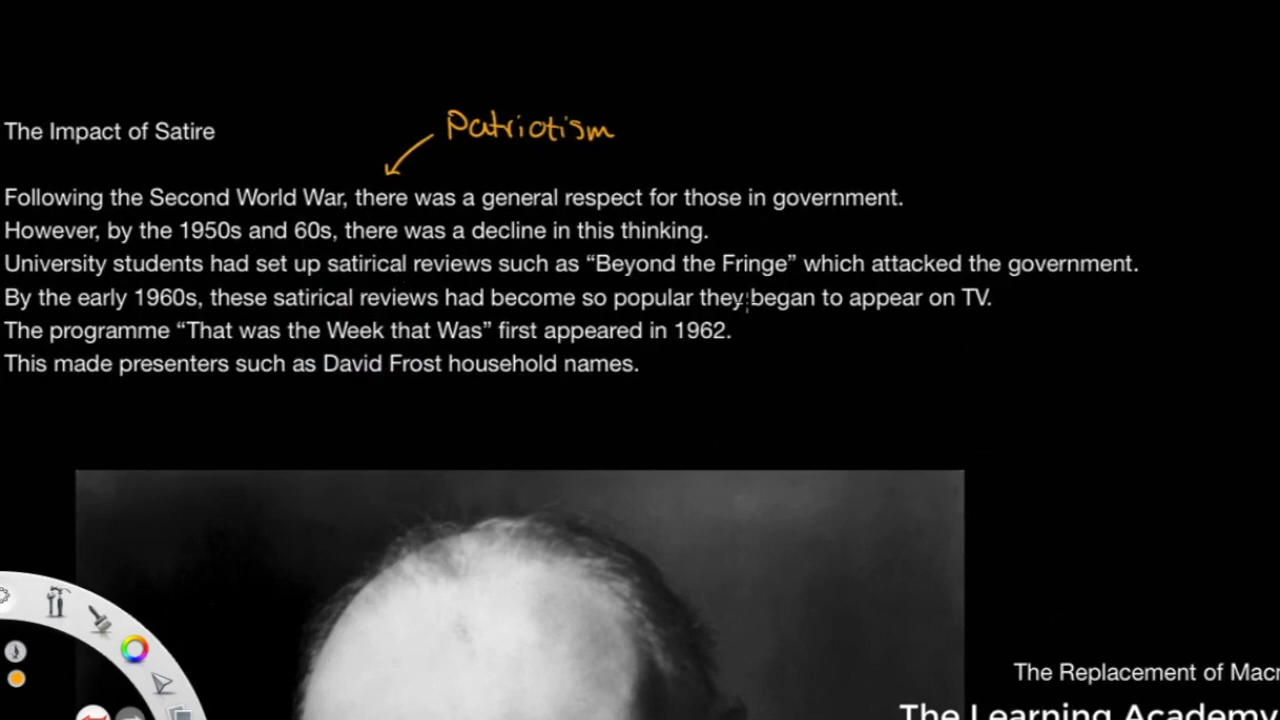 Patriotism
The Impact of Satire
Following the Second World War, there was a general respect for those in government.
However, by the 1950s and 60s, there was a decline in this thinking.
University students had set up satirical reviews such as “Beyond the Fringe” which attacked the government.
By the early 1960s, these satirical reviews had become so popular they began to appear on TV.
The programme “That was the Week that Was” first appeared in 1962.
This made presenters such as David Frost household names.
The Replacement of Macm
The Learning Academy